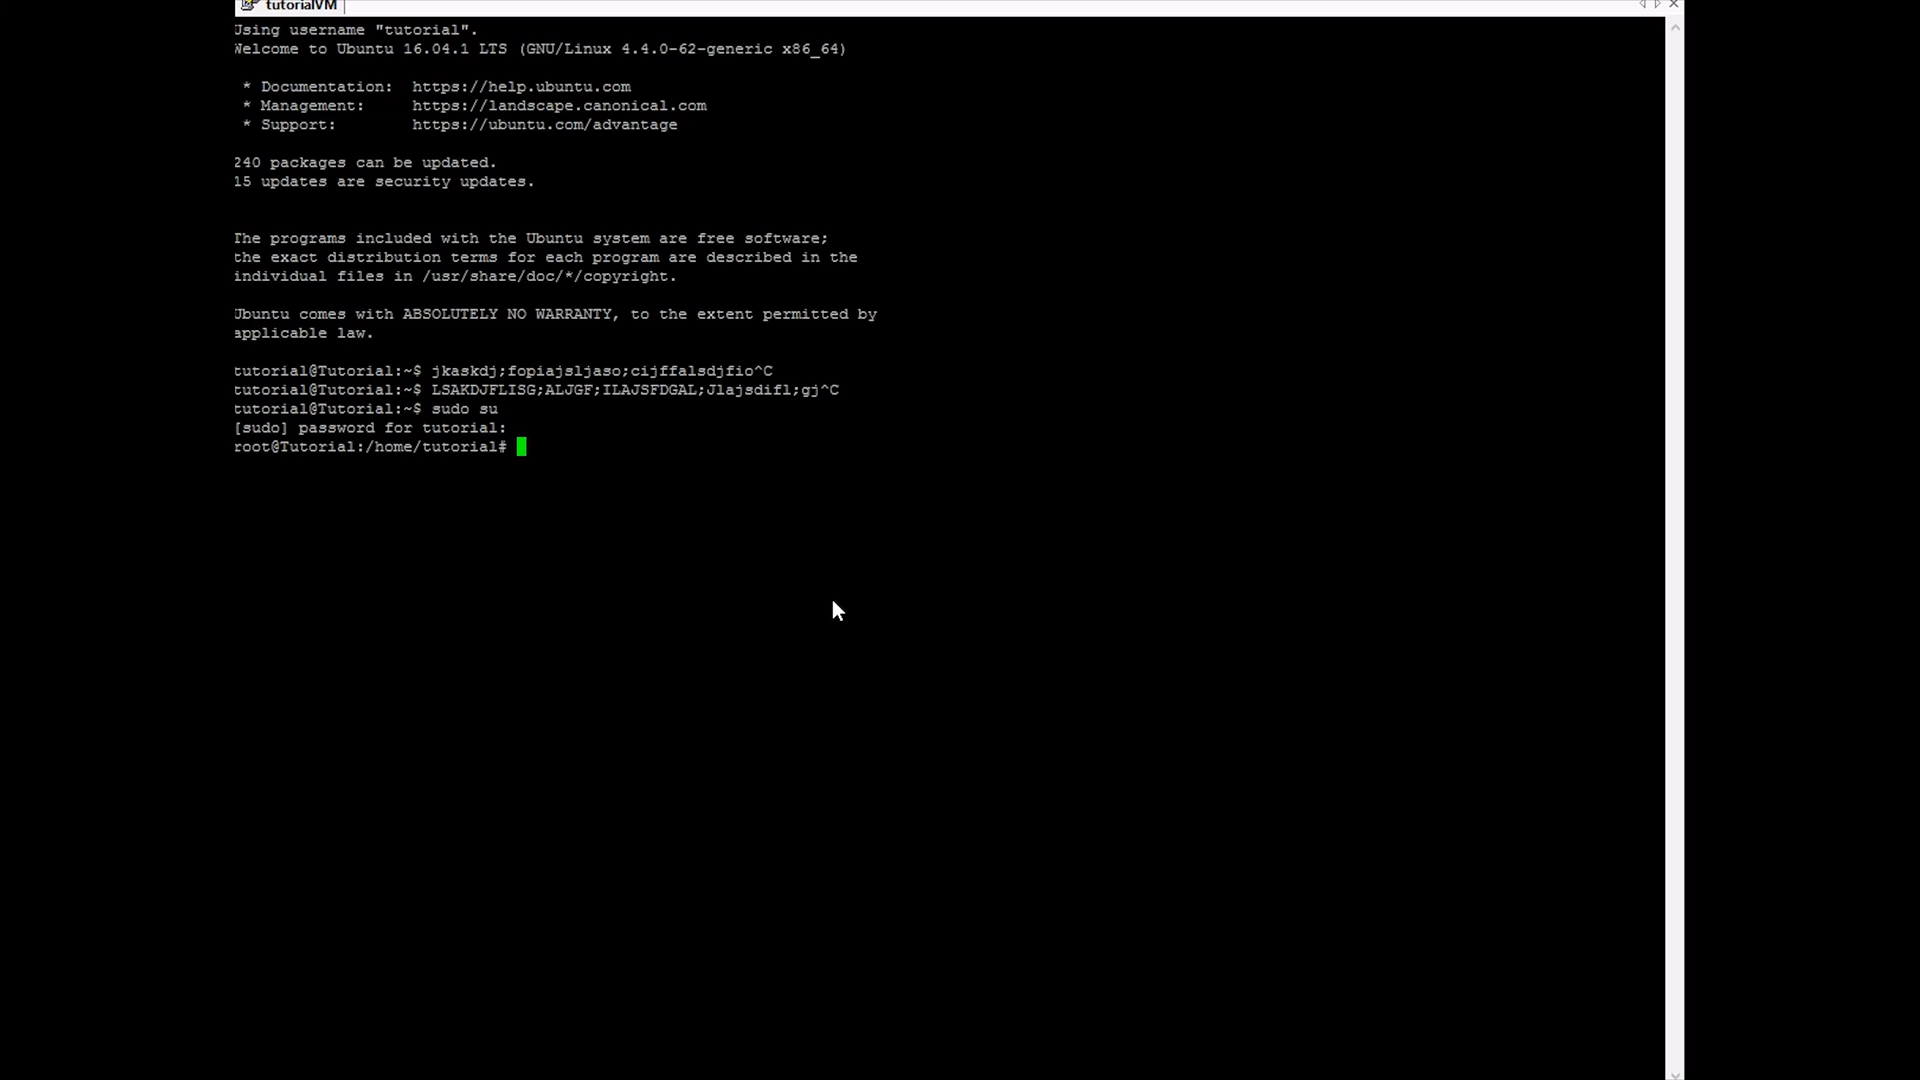 tutorialVM
Using username "tutorial".
Welcome to Ubuntu 16.04.1 LTS (GNU/Linux 4.4.0-62-generic x86_64)
* Documentation:  https://help.ubuntu.com
* Management:     https://landscape.canonical.com
* Support:        https://ubuntu.com/advantage
240 packages can be updated.
15 updates are security updates.
The programs included with the Ubuntu system are free software;
the exact distribution terms for each program are described in the
individual files in /usr/share/doc/*/copyright.
Ubuntu comes with ABSOLUTELY NO WARRANTY, to the extent permitted by
applicable law.
tutorial@Tutorial:~$ jkaskdj;fopiajsljaso;cijffalsdjfio^C
tutorial@Tutorial:~$ LSAKDJFLISG;ALJGF;ILAJSFDGAL;Jlajsdifl;gj^C
tutorial@Tutorial:~$ sudo su
[sudo] password for tutorial:
root@Tutorial:/home/tutorial#